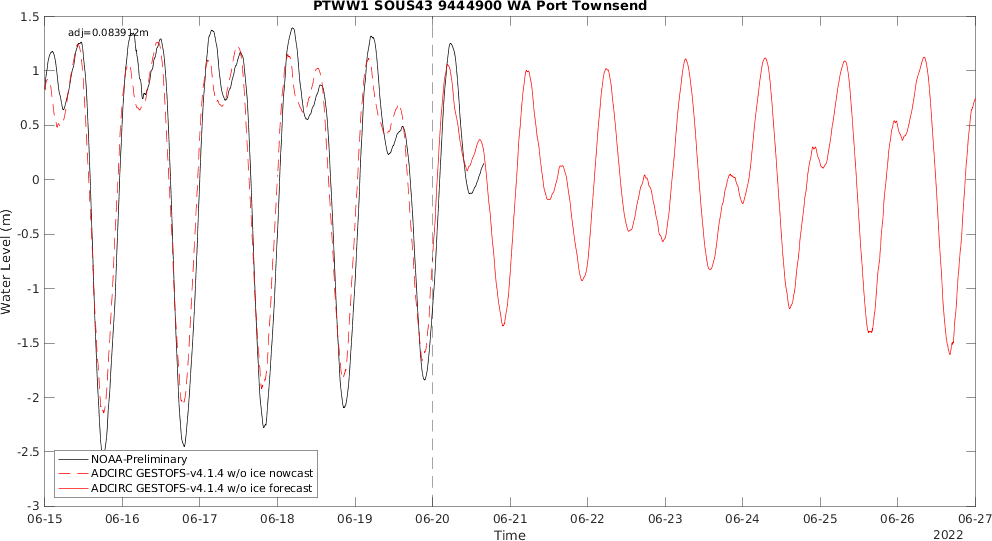 PTWW1 SOUS43 9444900 WA Port Townsend
adj=0.083912m
1.5
1
0.5
0
-0.5
-1
-1.5
-2
-2.5
-3
Water Level (m)
NOAA-Preliminary
ADCIRC GESTOFS-v4.1.4 w/o ice nowcast
ADCIRC GESTOFS-v4.1.4 w/o ice forecast
06-15 06-16 06-17 06-18 06-19 06-20 06-21 06-22 06-23 06-24 06-25 06-26 06-27
Time
2022